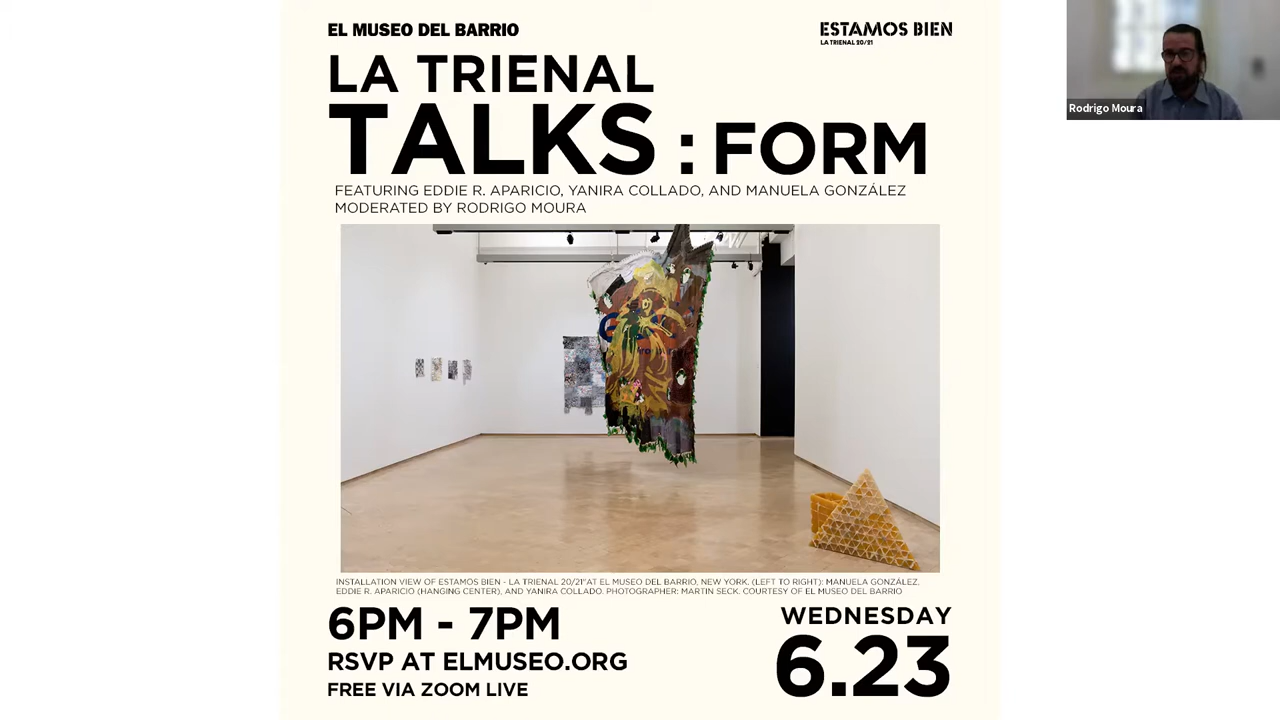 EL MUSEO DEL BARRIO
ESTAMOS BIEN
LA TRIENAL 20/21
LA TRIENAL
TALKS : FORM
FEATURING EDDIE R. APARICIO, YANIRA COLLADO, AND MANUELA GONZÁLEZ
MODERATED BY RODRIGO MOURA
INSTALLATION VIEW OF ESTAMOS BIEN - LA TRIENAL 20/21" AT EL MUSEO DEL BARRIO, NEW YORK. (LEFT TO RIGHT): MANUELA GONZÁLEZ,
EDDIE R. APARICIO (HANGING CENTER), AND YANIRA COLLADO. PHOTOGRAPHER: MARTIN SECK. COURTESY OF EL MUSEO DEL BARRIO
6PM - 7PM
RSVP AT ELMUSEO.ORG
FREE VIA ZOOM LIVE
WEDNESDAY
6.23
Rodrigo Moura